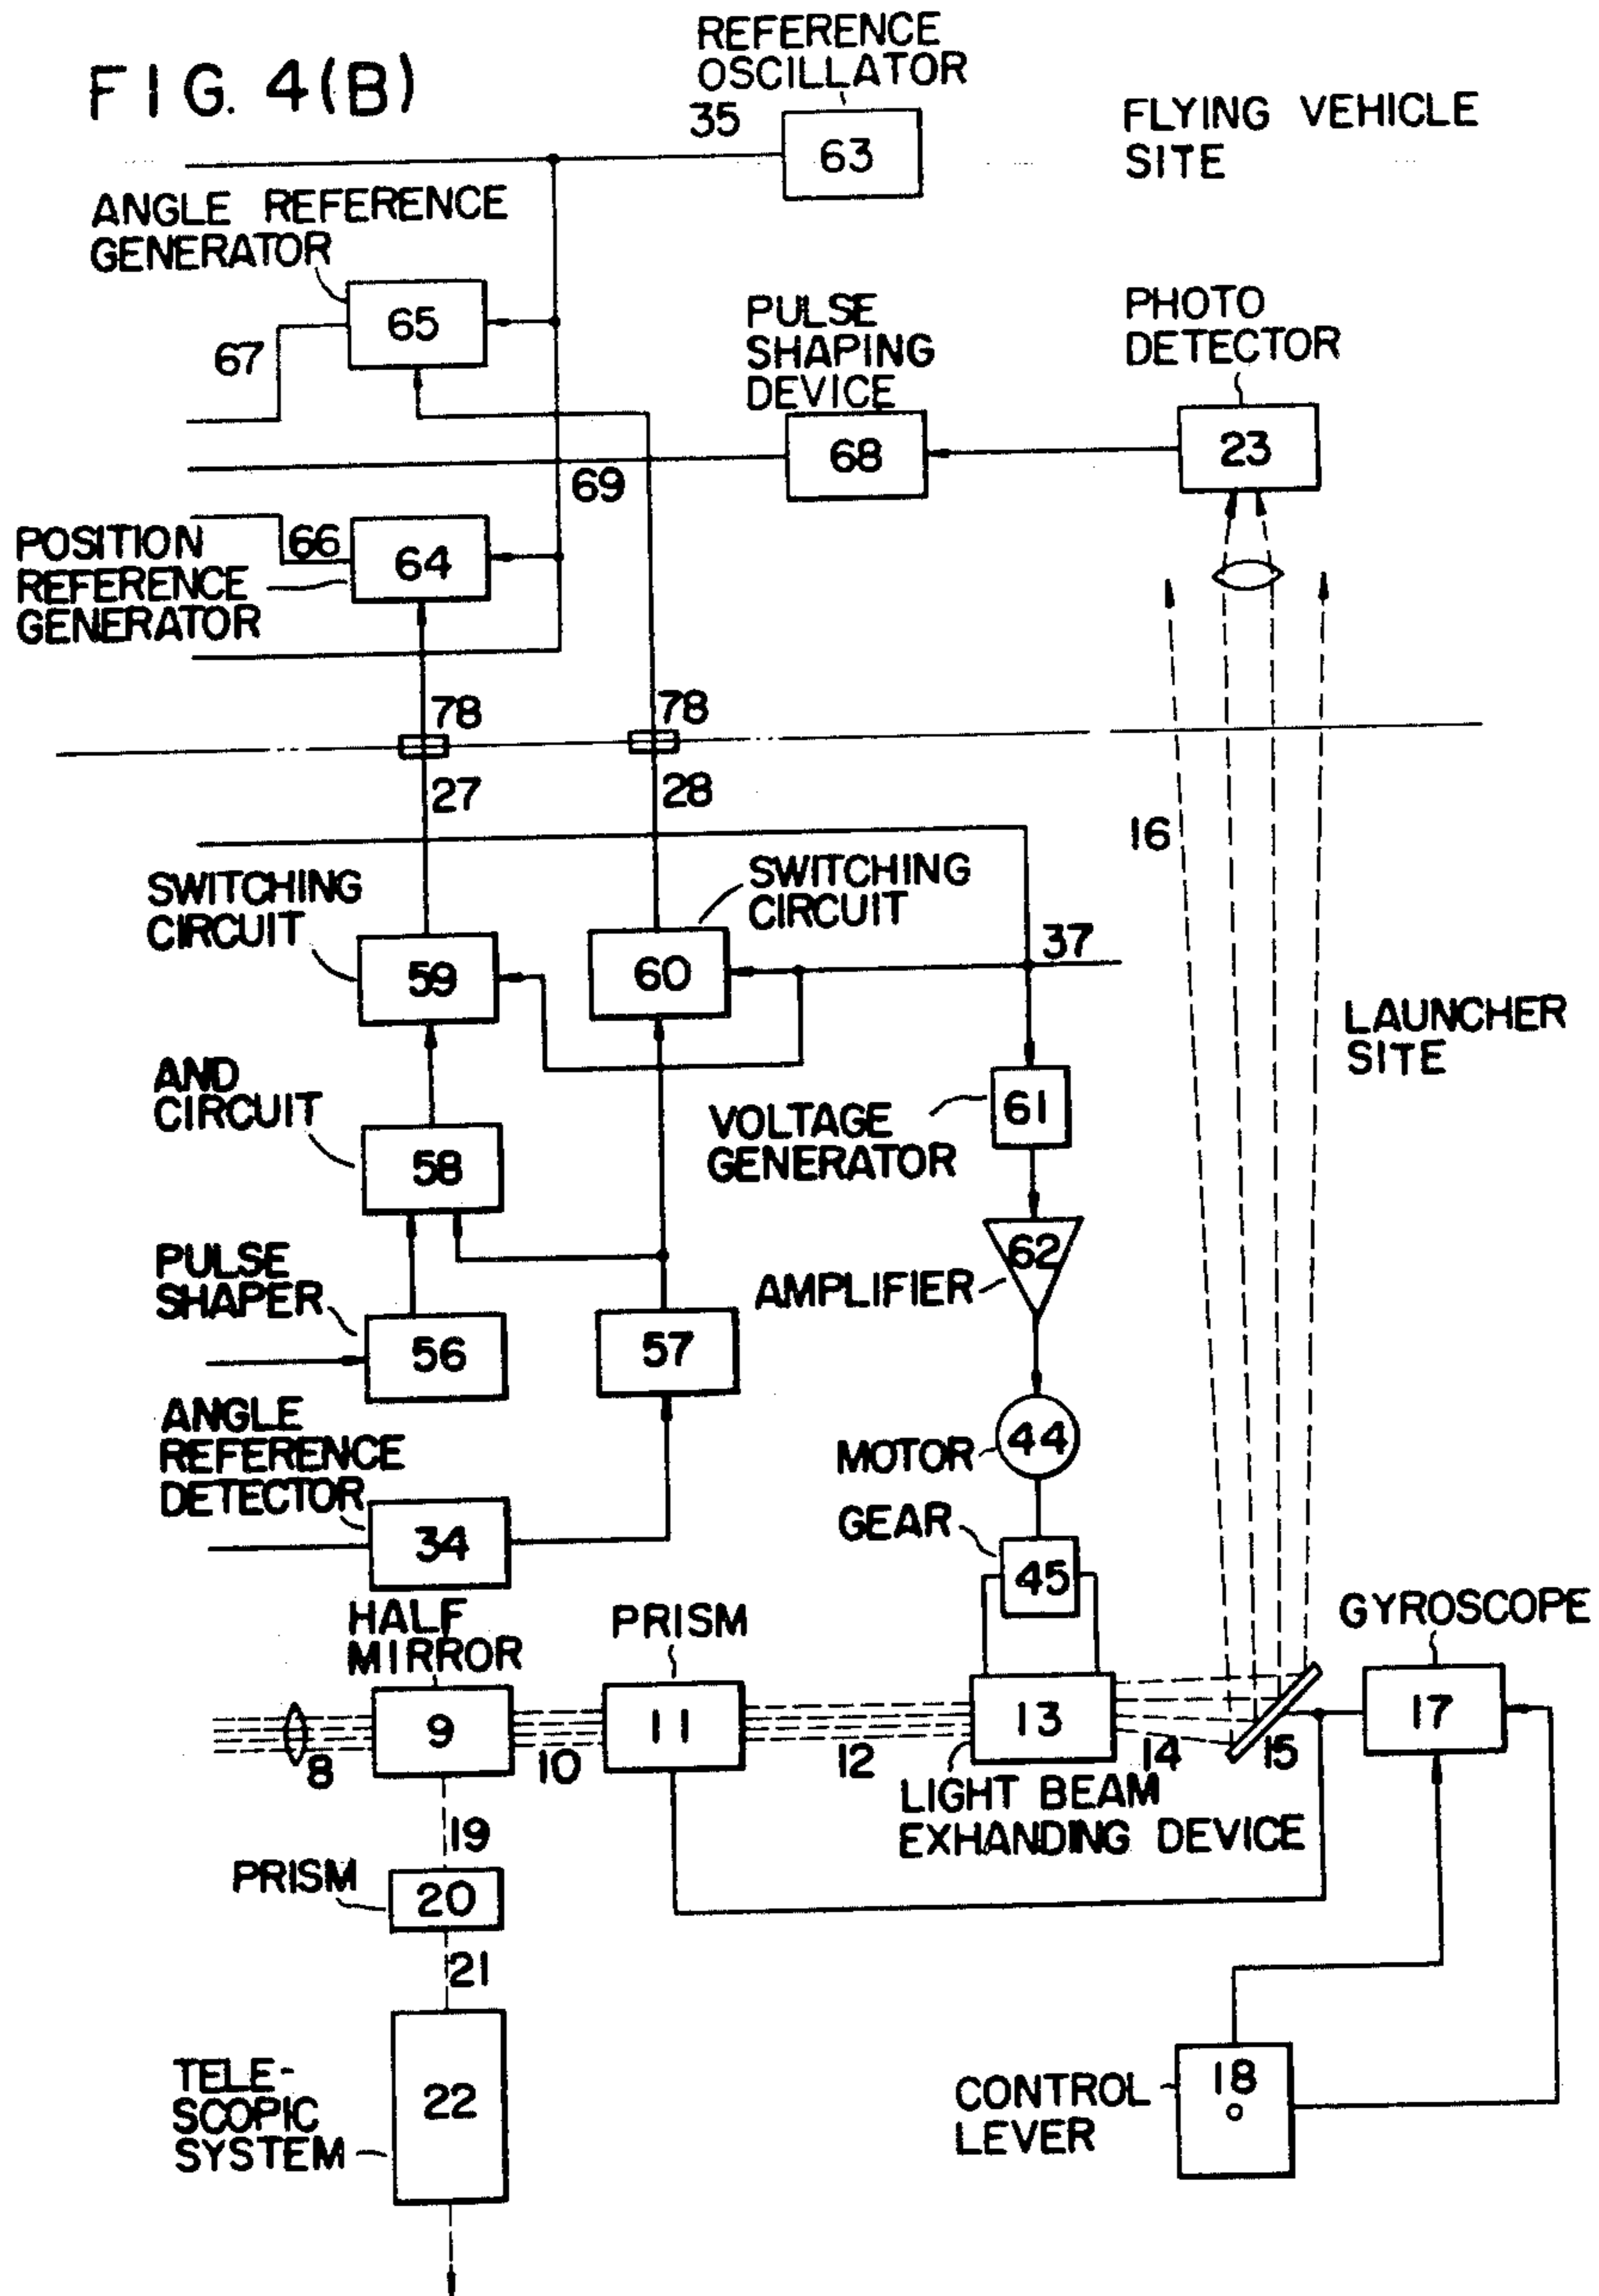 FIG. 4(B)
REFERENCE
OSCILLATOR
35
63
FLYING VEHICLE
SITE
ANGLE REFERENCE
GENERATOR
65
67
PULSE
SHAPING
DEVICE
68
PHOTO
DETECTOR
23
69
POSITION
REFERENCE
GENERATOR
66
64
78
78
27
28
16
SWITCHING
CIRCUIT
59
SWITCHING
CIRCUIT
60
37
LAUNCHER
SITE
AND
CIRCUIT
58
VOLTAGE
GENERATOR
61
PULSE
SHAPER
56
57
AMPLIFIER
62
ANGLE
REFERENCE
DETECTOR
34
MOTOR
44
GEAR
45
HALF
MIRROR
9
PRISM
11
13
GYROSCOPE
17
8
10
12
14
15
LIGHT BEAM
EXHANDING DEVICE
19
PRISM
20
21
TELE-
SCOPIC
SYSTEM
22
CONTROL
LEVER
18